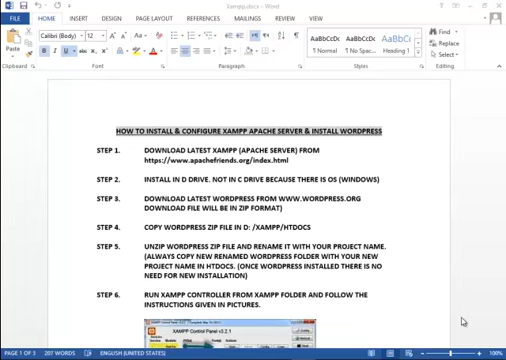 Xampp.docx - Word
FILE HOME INSERT DESIGN PAGE LAYOUT REFERENCES MAILINGS REVIEW VIEW
Calibri (Body) 12
Paste
AaBbCcDc AaBbCcDc AaBbCc
¶ Normal ¶ No Spac... Heading 1
Find
Replace
Select
Clipboard Font Paragraph Styles Editing
HOW TO INSTALL & CONFIGURE XAMPP APACHE SERVER & INSTALL WORDPRESS
STEP 1. DOWNLOAD LATEST XAMPP (APACHE SERVER) FROM
https://www.apachefriends.org/index.html
STEP 2. INSTALL IN D DRIVE. NOT IN C DRIVE BECAUSE THERE IS OS (WINDOWS)
STEP 3. DOWNLOAD LATEST WORDPRESS FROM WWW.WORDPRESS.ORG
DOWNLOAD FILE WILL BE IN ZIP FORMAT)
STEP 4. COPY WORDPRESS ZIP FILE IN D: /XAMPP/HTDOCS
STEP 5. UNZIP WORDPRESS ZIP FILE AND RENAME IT WITH YOUR PROJECT NAME.
(ALWAYS COPY NEW RENAMED WORDPRESS FOLDER WITH YOUR NEW
PROJECT NAME IN HTDOCS. (ONCE WORDPRESS INSTALLED THERE IS NO
NEED FOR NEW INSTALLATION)
STEP 6. RUN XAMPP CONTROLLER FROM XAMPP FOLDER AND FOLLOW THE
INSTRUCTIONS GIVEN IN PICTURES.
XAMPP Control Panel v3.2.1
PAGE 1 OF 3 207 WORDS ENGLISH (UNITED STATES) 100%